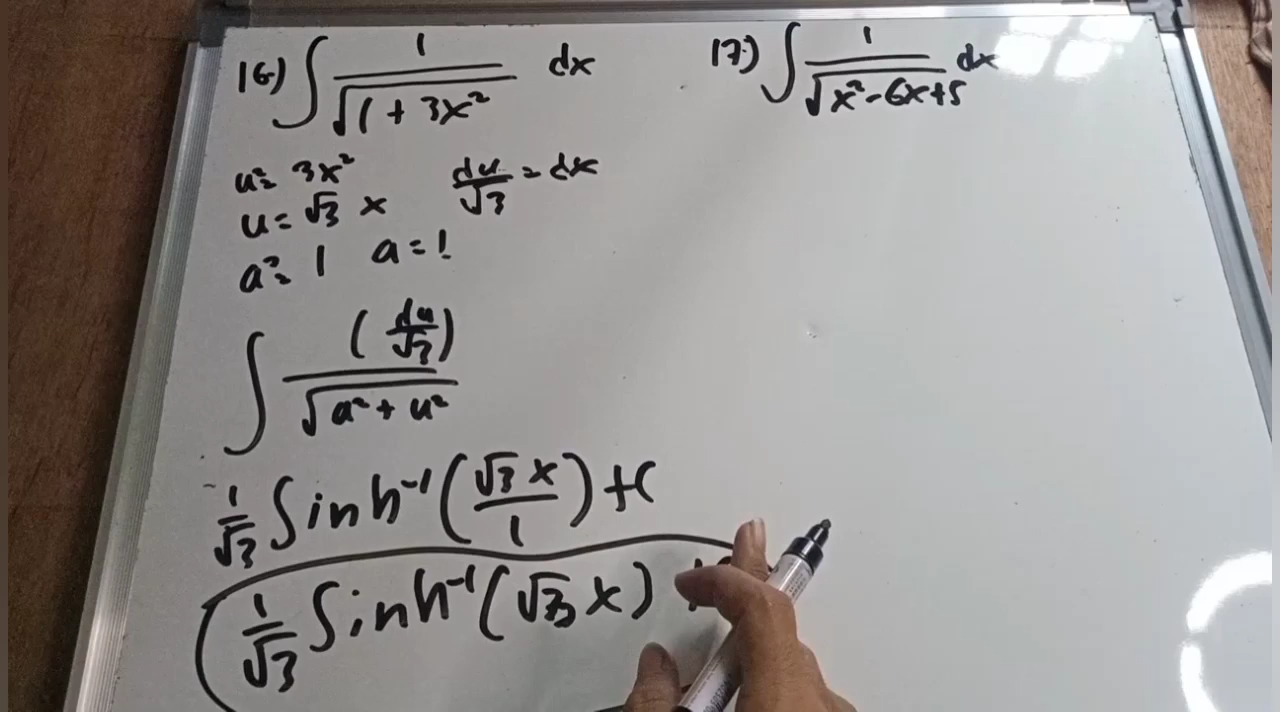 16.) ∫ 1/√(1 + 3x²) dx
u² = 3x²
u = √3 x
du/√3 = dx
a² = 1 a = 1
∫ (du/√3)/√(a² + u²)
1/√3 Sinh⁻¹(√3 x/1) + C
1/√3 Sinh⁻¹(√3 x) +
17.) ∫ 1/√(x² - 6x + 5) dx